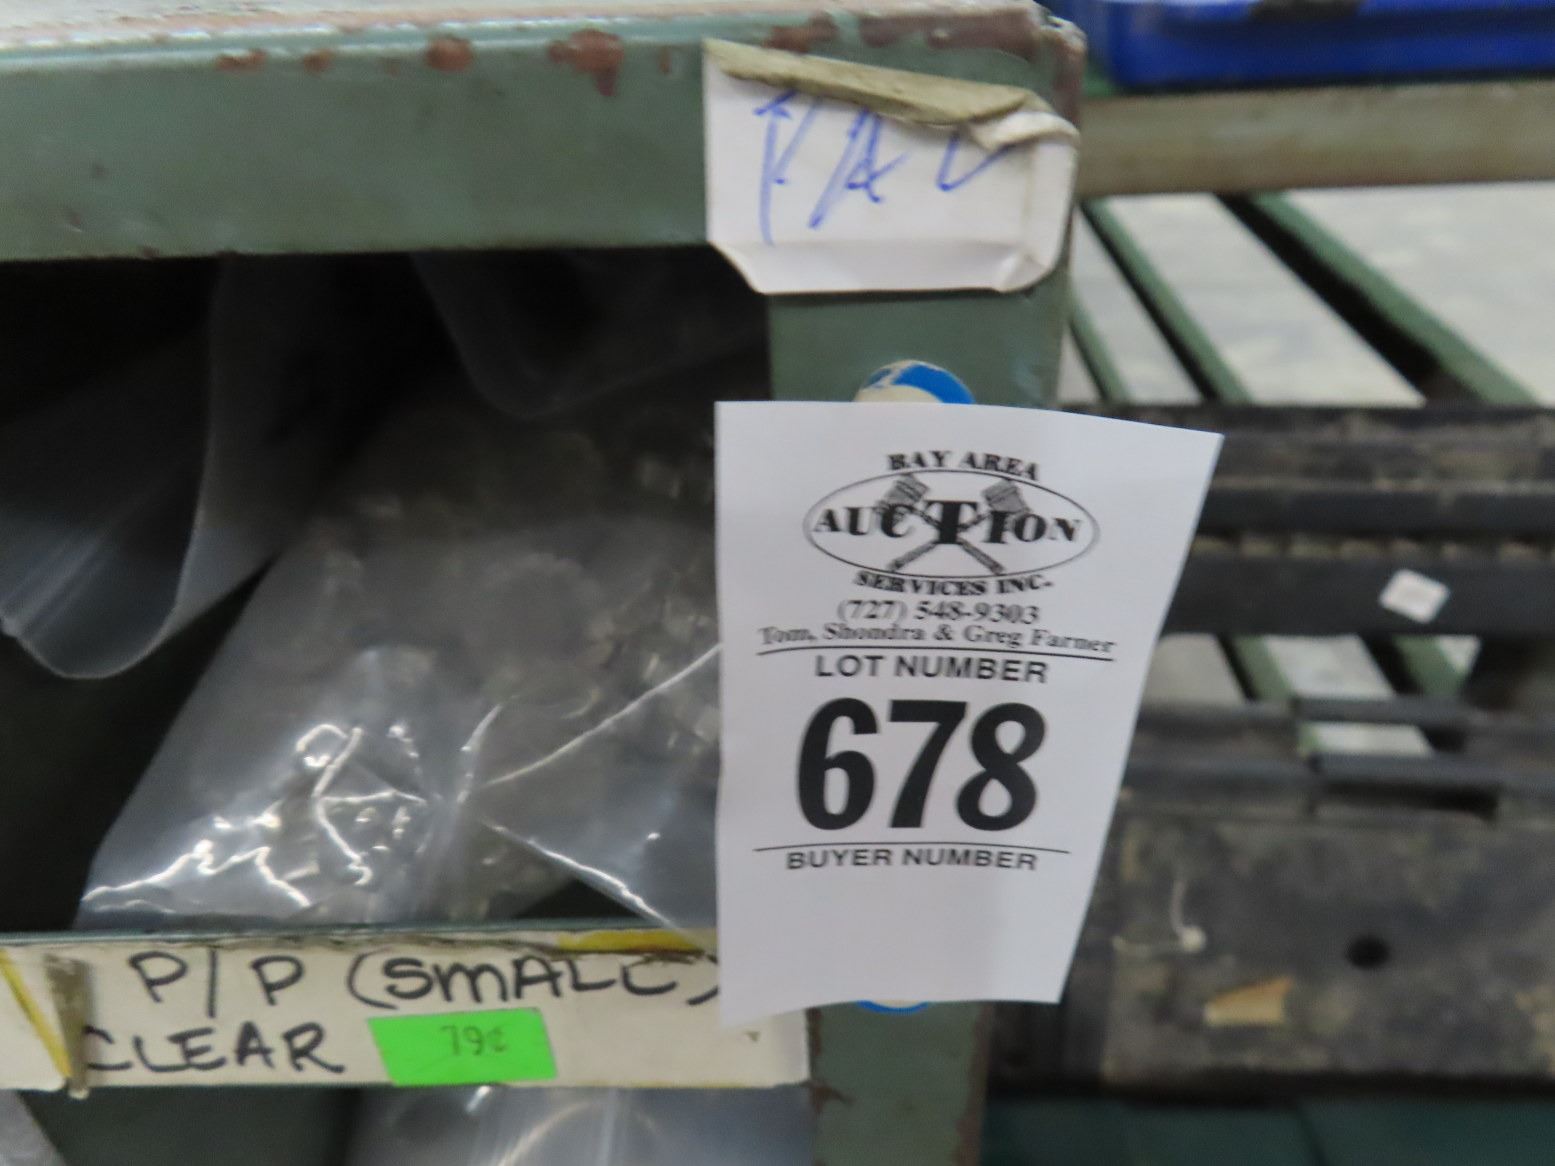 BAY AREA
AUCTION
SERVICES INC.
(727) 548-9303
Tom, Shondra & Greg Farner
LOT NUMBER
678
BUYER NUMBER
P/P (SMALL)
CLEAR 79¢